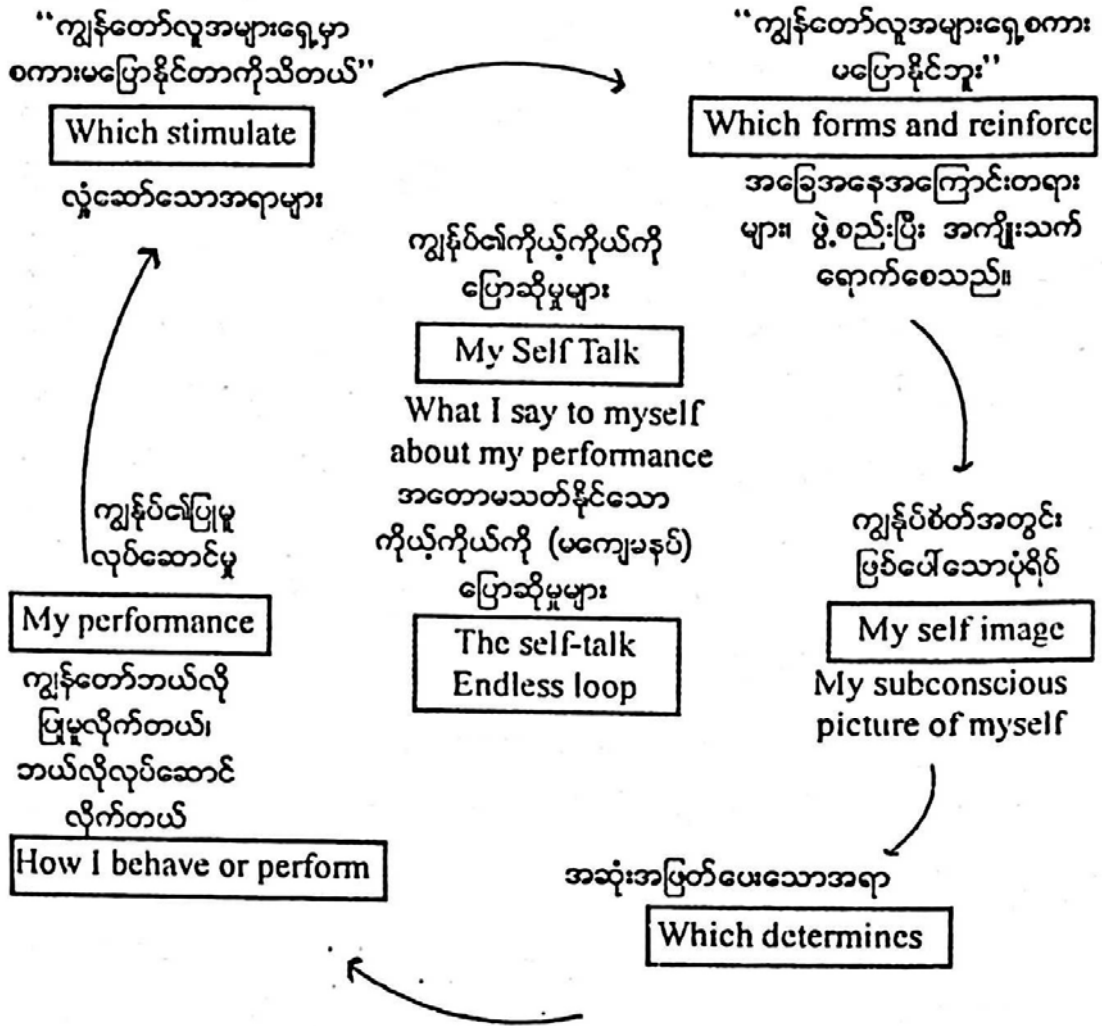 “ကျွန်တော်လူအများရှေ့မှာ
စကားမပြောနိုင်တာကိုသိတယ်”
Which stimulate
လှုံ့ဆော်သောအရာများ
“ကျွန်တော်လူအများရှေ့စကား
မပြောနိုင်ဘူး”
Which forms and reinforce
အခြေအနေအကြောင်းတရား
များ၊ ဖွဲ့စည်းပြီး အကျိုးသက်
ရောက်စေသည်။
ကျွန်ုပ်၏ကိုယ့်ကိုယ်ကို
ပြောဆိုမှုများ
My Self Talk
What I say to myself
about my performance
အတောမသတ်နိုင်သော
ကိုယ့်ကိုယ်ကို (မကျေမနပ်)
ပြောဆိုမှုများ
The self-talk
Endless loop
ကျွန်ုပ်စိတ်အတွင်း
ဖြစ်ပေါ်သောပုံရိပ်
My self image
My subconscious
picture of myself
အဆုံးအဖြတ်ပေးသောအရာ
Which determines
ကျွန်ုပ်၏ပြုမူ
လုပ်ဆောင်မှု
My performance
ကျွန်တော်ဘယ်လို
ပြုမူလိုက်တယ်၊
ဘယ်လိုလုပ်ဆောင်
လိုက်တယ်
How I behave or perform